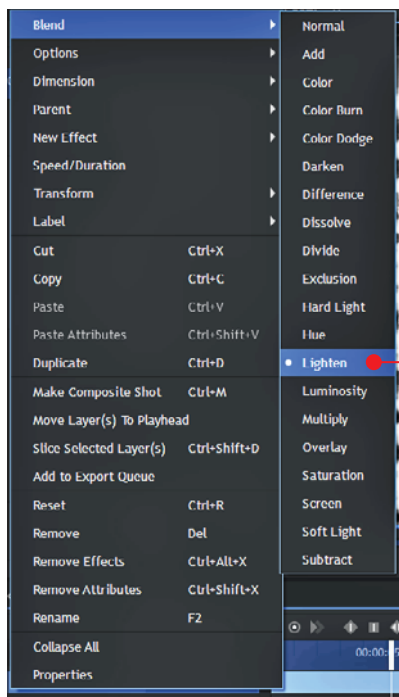 Blend
Options
Dimension
Parent
New Effect
Speed/Duration
Transform
Label
Cut Ctrl+X
Copy Ctrl+C
Paste Ctrl+V
Paste Attributes Ctrl+Shift+V
Duplicate Ctrl+D
Make Composite Shot Ctrl+M
Move Layer(s) To Playhead
Slice Selected Layer(s) Ctrl+Shift+D
Add to Export Queue
Reset Ctrl+R
Remove Del
Remove Effects Ctrl+Alt+X
Remove Attributes Ctrl+Shift+X
Rename F2
Collapse All
Properties
Normal
Add
Color
Color Burn
Color Dodge
Darken
Difference
Dissolve
Divide
Exclusion
Hard Light
Hue
Lighten
Luminosity
Multiply
Overlay
Saturation
Screen
Soft Light
Subtract